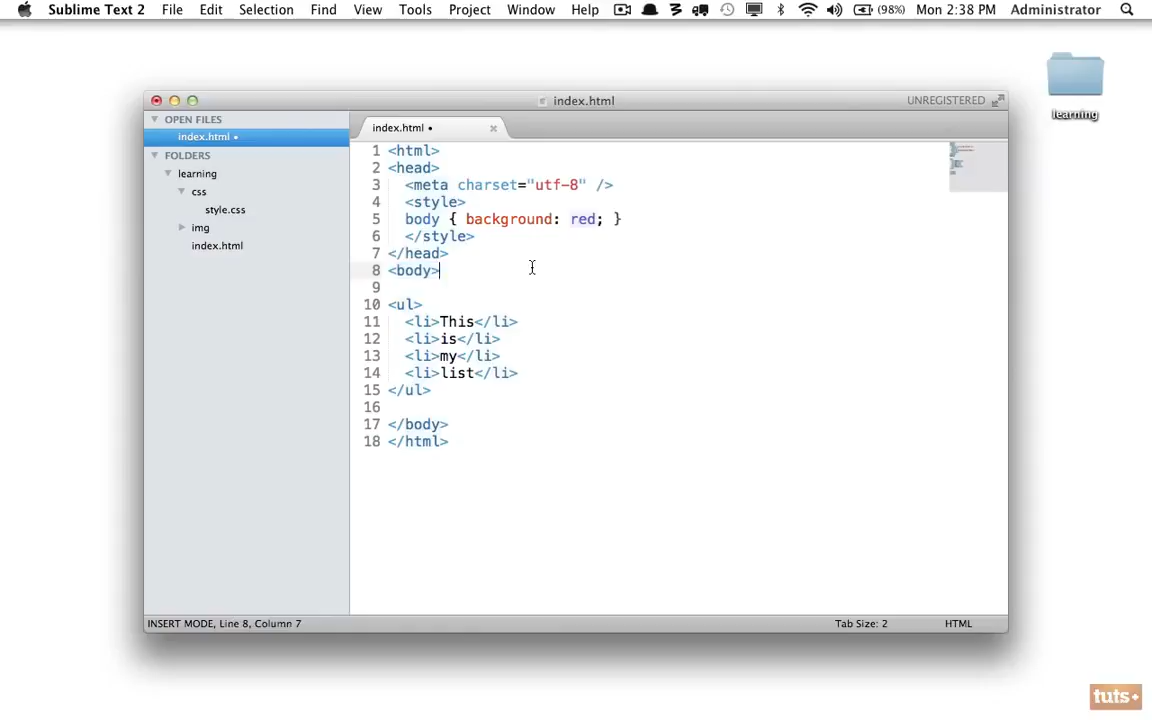 Sublime Text 2 File Edit Selection Find View Tools Project Window Help (98%) Mon 2:38 PM Administrator
learning
index.html
UNREGISTERED
OPEN FILES
index.html •
FOLDERS
learning
css
style.css
img
index.html
index.html •
1 <html>
2 <head>
3 <meta charset="utf-8" />
4 <style>
5 body { background: red; }
6 </style>
7 </head>
8 <body>
9
10 <ul>
11 <li>This</li>
12 <li>is</li>
13 <li>my</li>
14 <li>list</li>
15 </ul>
16
17 </body>
18 </html>
INSERT MODE, Line 8, Column 7
Tab Size: 2
HTML
tuts+